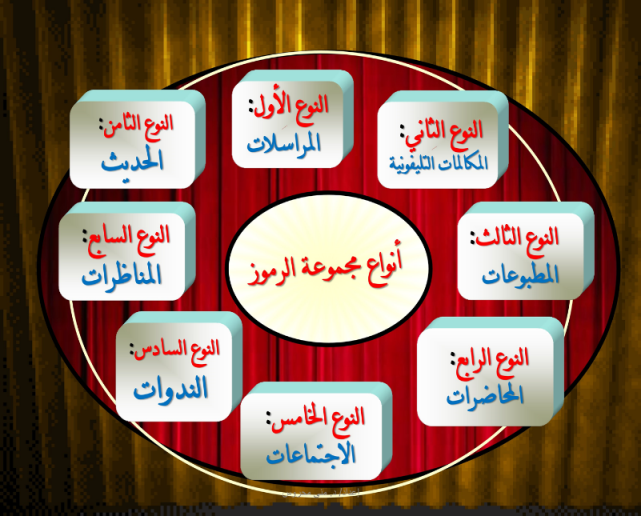 أنواع مجموعة الرموز
النوع الأول:
المراسلات
النوع الثاني:
المكالمات التليفونية
النوع الثالث:
المطبوعات
النوع الرابع:
المحاضرات
النوع الخامس:
الاجتماعات
النوع السادس:
الندوات
النوع السابع:
المناظرات
النوع الثامن:
الحديث